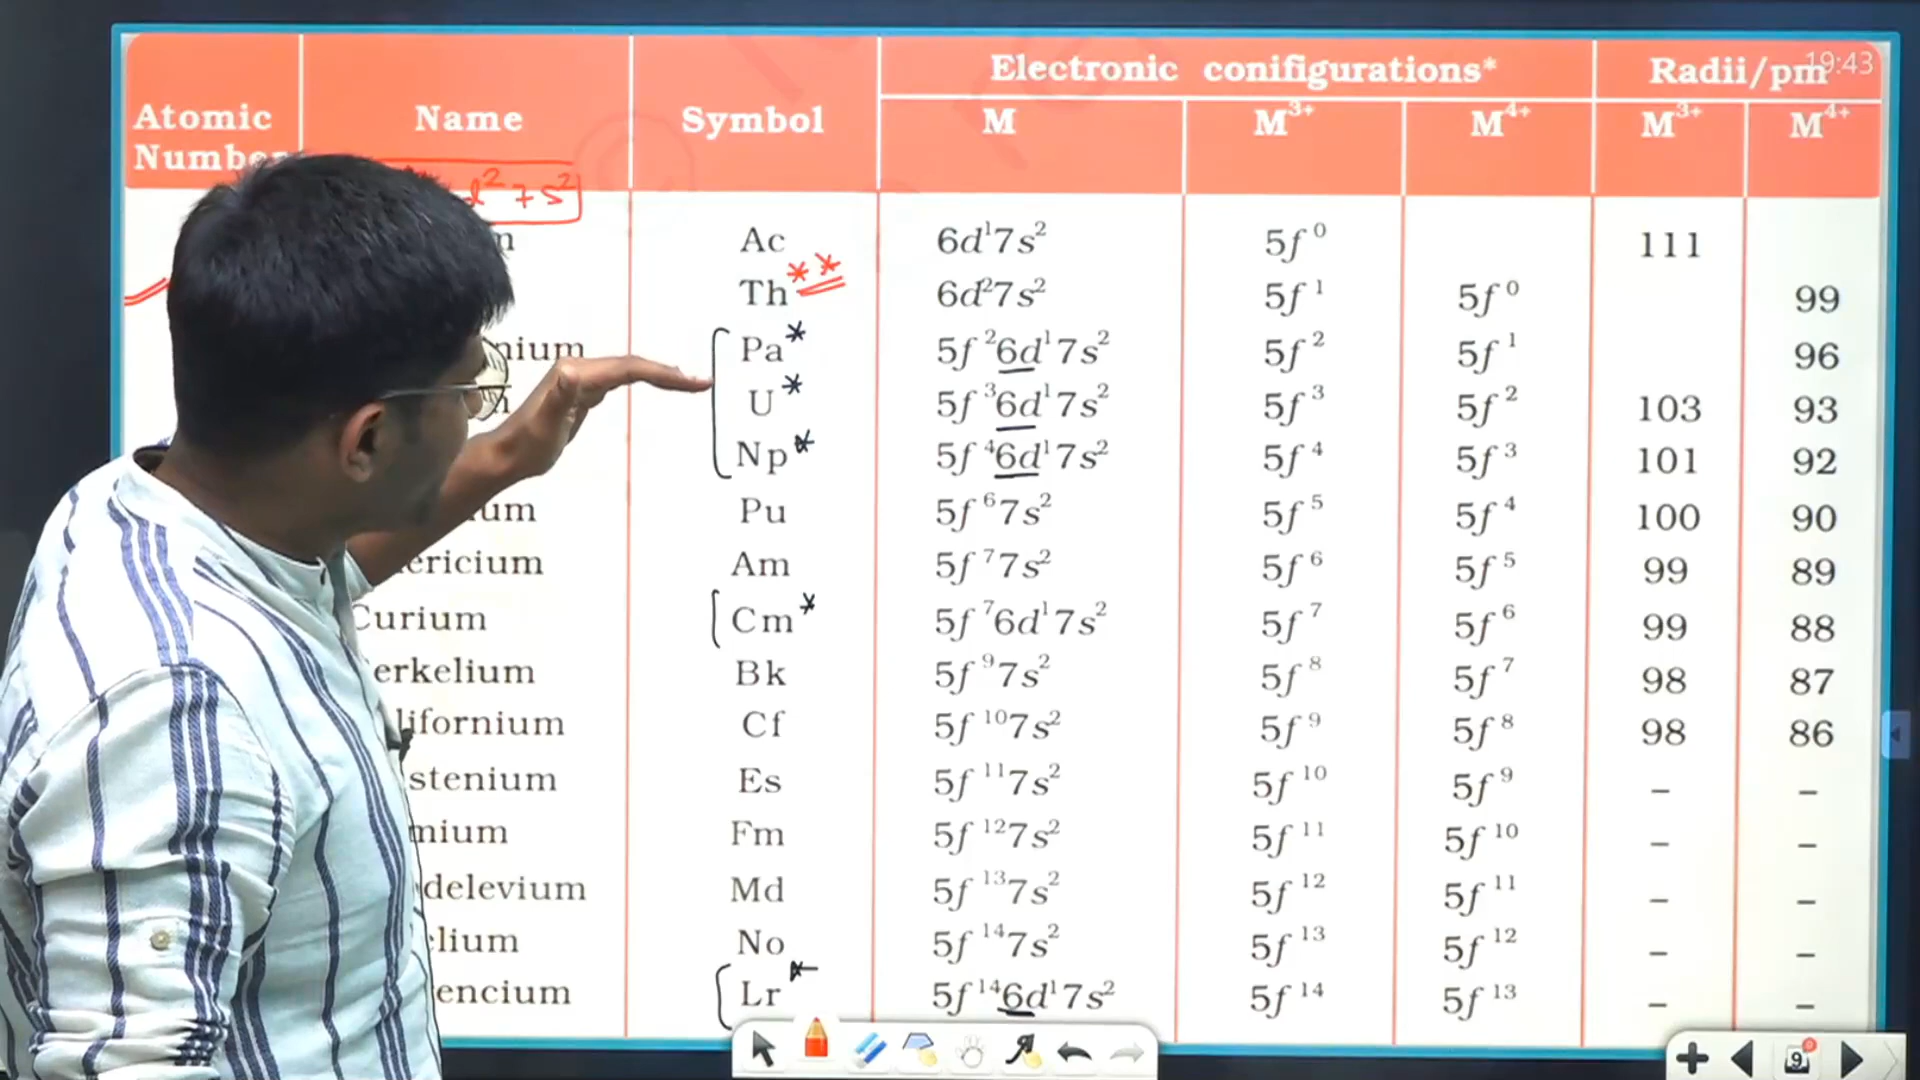 Electronic conifigurations* Radii/pm 19:43
Atomic Number Name Symbol M M³⁺ M⁴⁺ M³⁺ M⁴⁺
d² 7s²
Ac 6d¹7s² 5f⁰ 111
Th** 6d²7s² 5f¹ 5f⁰ 99
nium Pa* 5f²6d¹7s² 5f² 5f¹ 96
U* 5f³6d¹7s² 5f³ 5f² 103 93
Np* 5f⁴6d¹7s² 5f⁴ 5f³ 101 92
um Pu 5f⁶7s² 5f⁵ 5f⁴ 100 90
ericium Am 5f⁷7s² 5f⁶ 5f⁵ 99 89
Curium Cm* 5f⁷6d¹7s² 5f⁷ 5f⁶ 99 88
erkelium Bk 5f⁹7s² 5f⁸ 5f⁷ 98 87
lifornium Cf 5f¹⁰7s² 5f⁹ 5f⁸ 98 86
stenium Es 5f¹¹7s² 5f¹⁰ 5f⁹ – –
mium Fm 5f¹²7s² 5f¹¹ 5f¹⁰ – –
delevium Md 5f¹³7s² 5f¹² 5f¹¹ – –
elium No 5f¹⁴7s² 5f¹³ 5f¹² – –
encium Lr* 5f¹⁴6d¹7s² 5f¹⁴ 5f¹³ – –
9